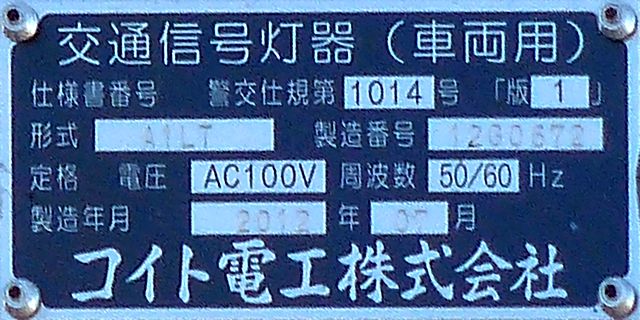 交通信号灯器（車両用）
仕様書番号 警交仕規第 1014 号 「版 1 」
形式 A1LT 製造番号 1200672
定格 電圧 AC100V 周波数 50/60 Hz
製造年月 2012 年 07 月
コイト電工株式会社